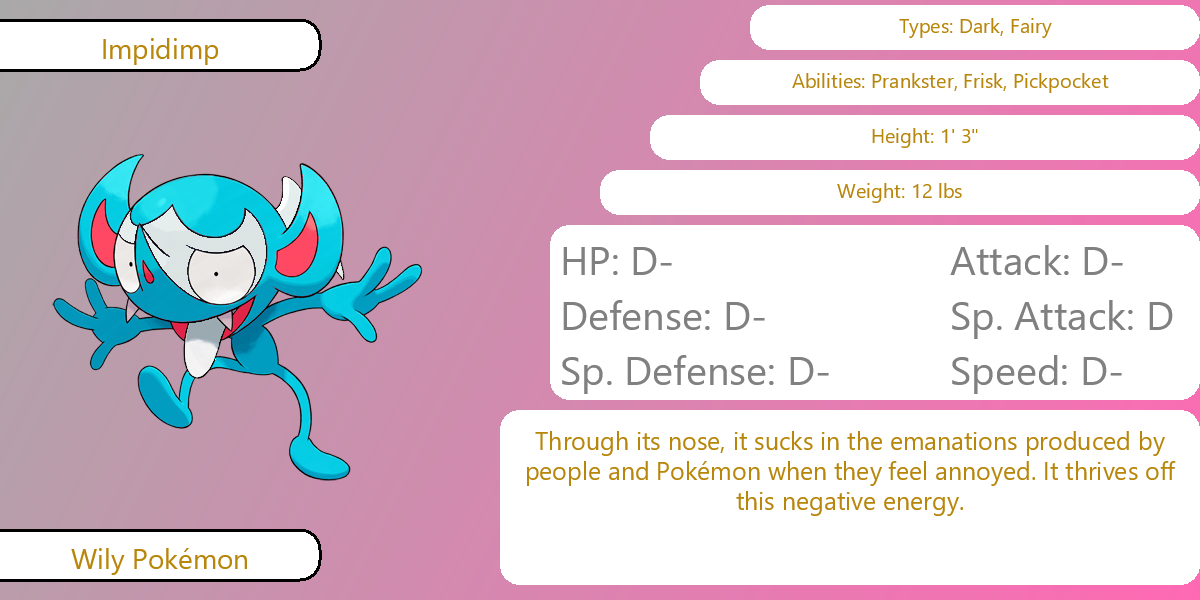 Impidimp
Types: Dark, Fairy
Abilities: Prankster, Frisk, Pickpocket
Height: 1' 3"
Weight: 12 lbs
HP: D-
Attack: D-
Defense: D-
Sp. Attack: D
Sp. Defense: D-
Speed: D-
Through its nose, it sucks in the emanations produced by
people and Pokémon when they feel annoyed. It thrives off
this negative energy.
Wily Pokémon